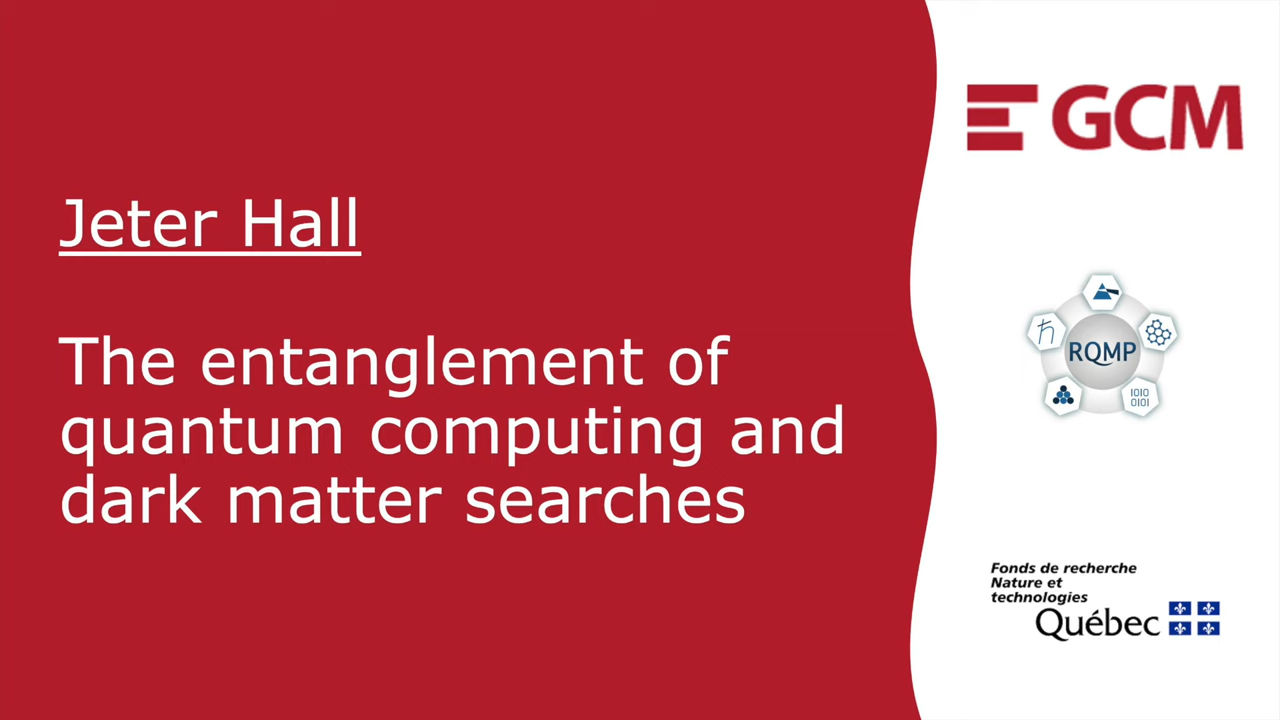 Jeter Hall
The entanglement of
quantum computing and
dark matter searches
GCM
ħ
RQMP
1010
0101
Fonds de recherche
Nature et
technologies
Québec